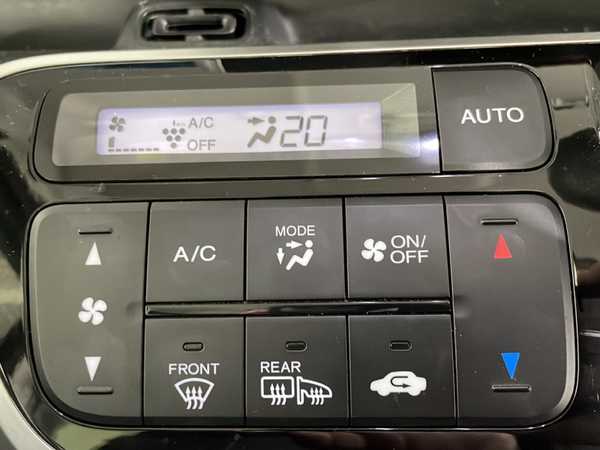 A/C
OFF
20
AUTO
A/C
MODE
ON/
OFF
FRONT
REAR